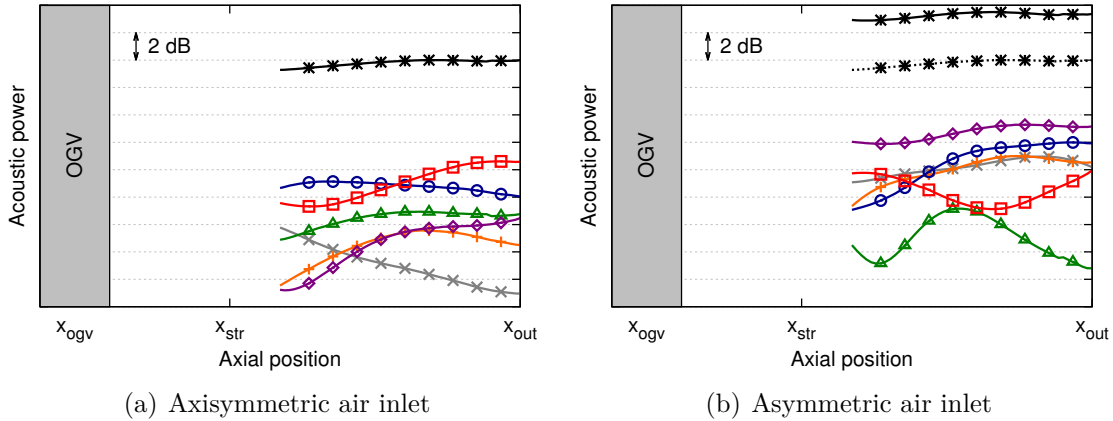 Acoustic power
OGV
2 dB
x_ogv
x_str
x_out
Axial position
(a) Axisymmetric air inlet
Acoustic power
OGV
2 dB
x_ogv
x_str
x_out
Axial position
(b) Asymmetric air inlet